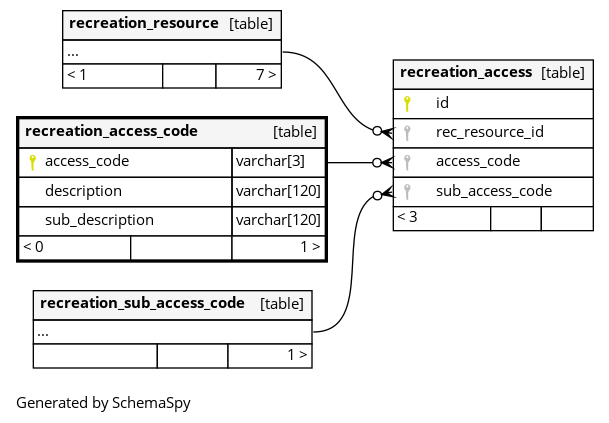 recreation_resource [table]
...
< 1 7 >
recreation_access [table]
id
rec_resource_id
access_code
sub_access_code
< 3
recreation_access_code [table]
access_code varchar[3]
description varchar[120]
sub_description varchar[120]
< 0 1 >
recreation_sub_access_code [table]
...
1 >
Generated by SchemaSpy